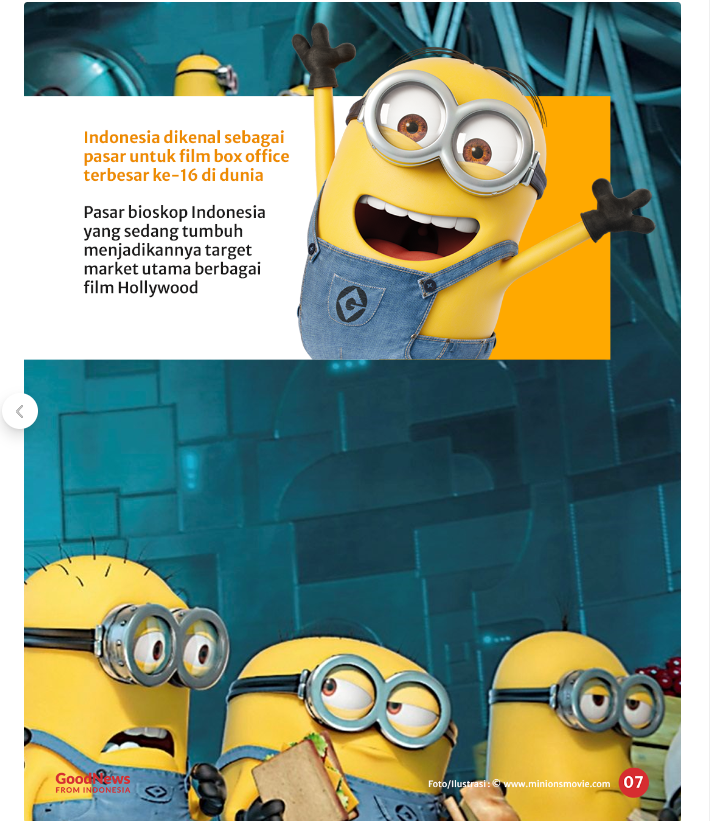 Indonesia dikenal sebagai
pasar untuk film box office
terbesar ke-16 di dunia
Pasar bioskop Indonesia
yang sedang tumbuh
menjadikannya target
market utama berbagai
film Hollywood
GoodNews
FROM INDONESIA
Foto/Ilustrasi : © www.minionsmovie.com
07